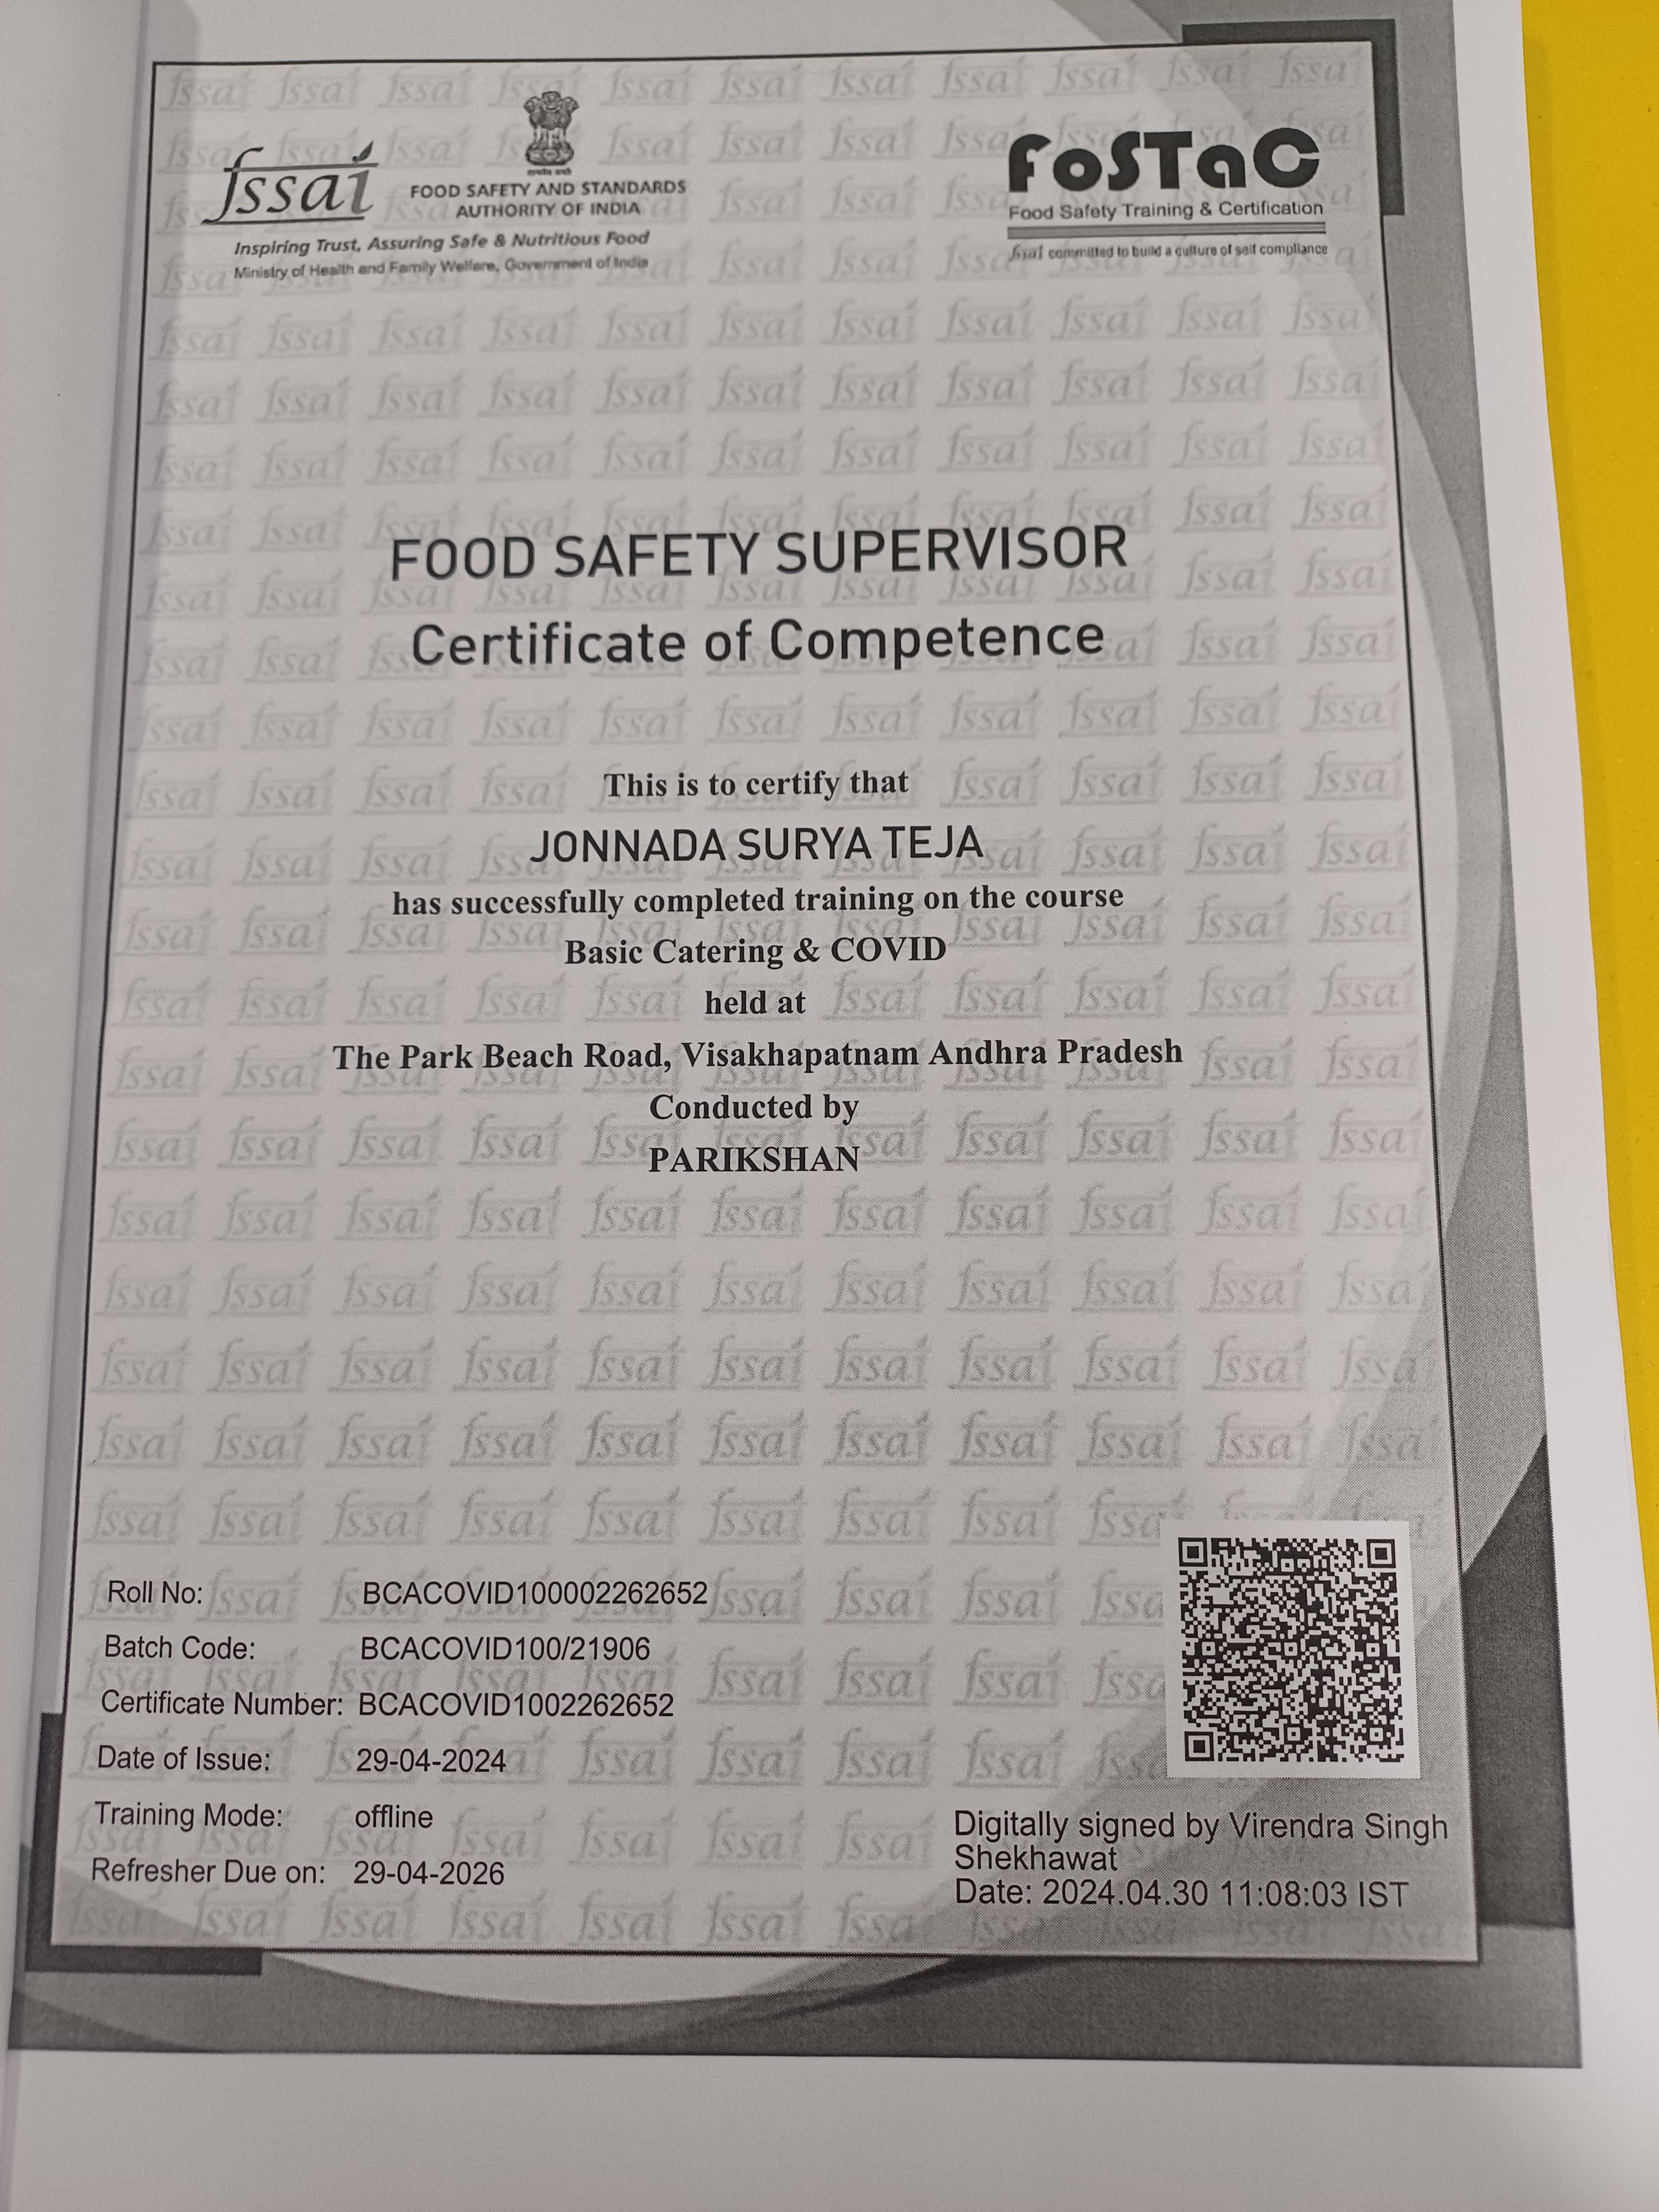 fssai
FOOD SAFETY AND STANDARDS
AUTHORITY OF INDIA
Inspiring Trust, Assuring Safe & Nutritious Food
Ministry of Health and Family Welfare, Government of India
FoSTaC
Food Safety Training & Certification
fssai committed to build a culture of self compliance
FOOD SAFETY SUPERVISOR
Certificate of Competence
This is to certify that
JONNADA SURYA TEJA
has successfully completed training on the course
Basic Catering & COVID
held at
The Park Beach Road, Visakhapatnam Andhra Pradesh
Conducted by
PARIKSHAN
Roll No: BCACOVID100002262652
Batch Code: BCACOVID100/21906
Certificate Number: BCACOVID1002262652
Date of Issue: 29-04-2024
Training Mode: offline
Refresher Due on: 29-04-2026
Digitally signed by Virendra Singh
Shekhawat
Date: 2024.04.30 11:08:03 IST